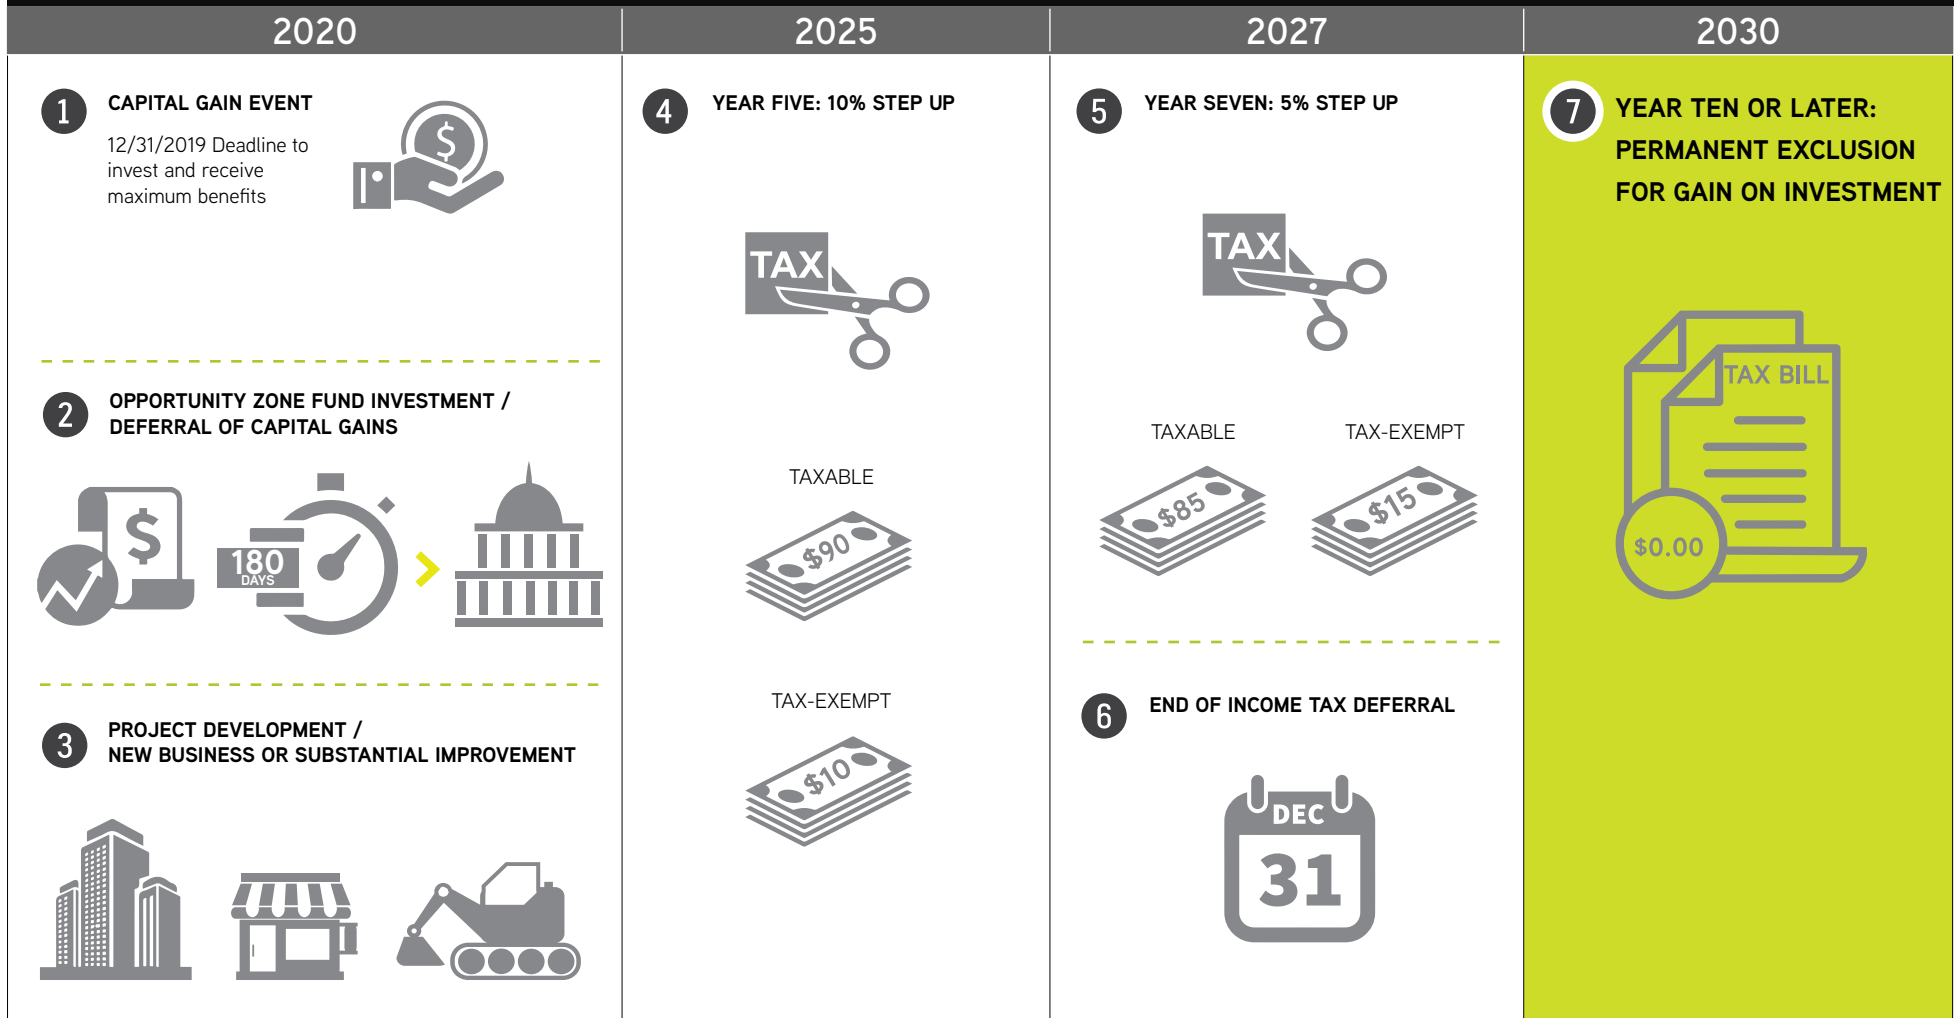 2020
1
CAPITAL GAIN EVENT
12/31/2019 Deadline to
invest and receive
maximum benefits
$
2
OPPORTUNITY ZONE FUND INVESTMENT /
DEFERRAL OF CAPITAL GAINS
$
180
DAYS
3
PROJECT DEVELOPMENT /
NEW BUSINESS OR SUBSTANTIAL IMPROVEMENT
2025
4
YEAR FIVE: 10% STEP UP
TAX
TAXABLE
$90
TAX-EXEMPT
$10
2027
5
YEAR SEVEN: 5% STEP UP
TAX
TAXABLE
$85
TAX-EXEMPT
$15
6
END OF INCOME TAX DEFERRAL
DEC
31
2030
7
YEAR TEN OR LATER:
PERMANENT EXCLUSION
FOR GAIN ON INVESTMENT
TAX BILL
$0.00